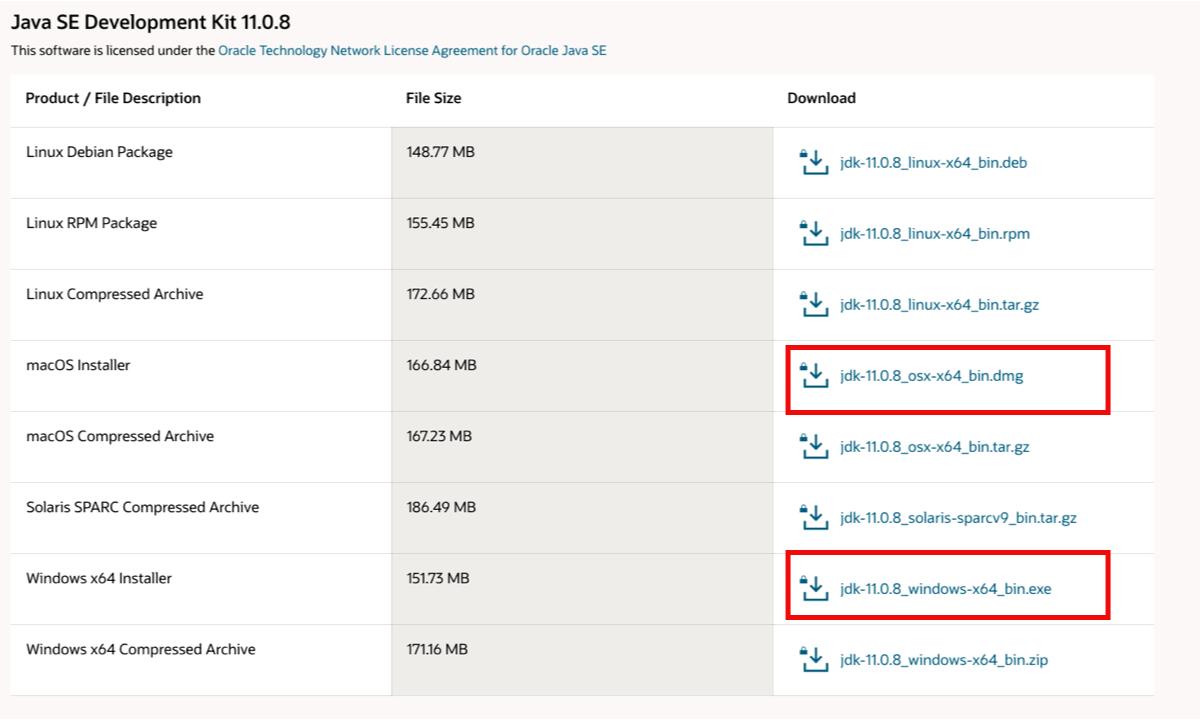 Java SE Development Kit 11.0.8
This software is licensed under the Oracle Technology Network License Agreement for Oracle Java SE
Product / File Description File Size Download
Linux Debian Package 148.77 MB jdk-11.0.8_linux-x64_bin.deb
Linux RPM Package 155.45 MB jdk-11.0.8_linux-x64_bin.rpm
Linux Compressed Archive 172.66 MB jdk-11.0.8_linux-x64_bin.tar.gz
macOS Installer 166.84 MB jdk-11.0.8_osx-x64_bin.dmg
macOS Compressed Archive 167.23 MB jdk-11.0.8_osx-x64_bin.tar.gz
Solaris SPARC Compressed Archive 186.49 MB jdk-11.0.8_solaris-sparcv9_bin.tar.gz
Windows x64 Installer 151.73 MB jdk-11.0.8_windows-x64_bin.exe
Windows x64 Compressed Archive 171.16 MB jdk-11.0.8_windows-x64_bin.zip